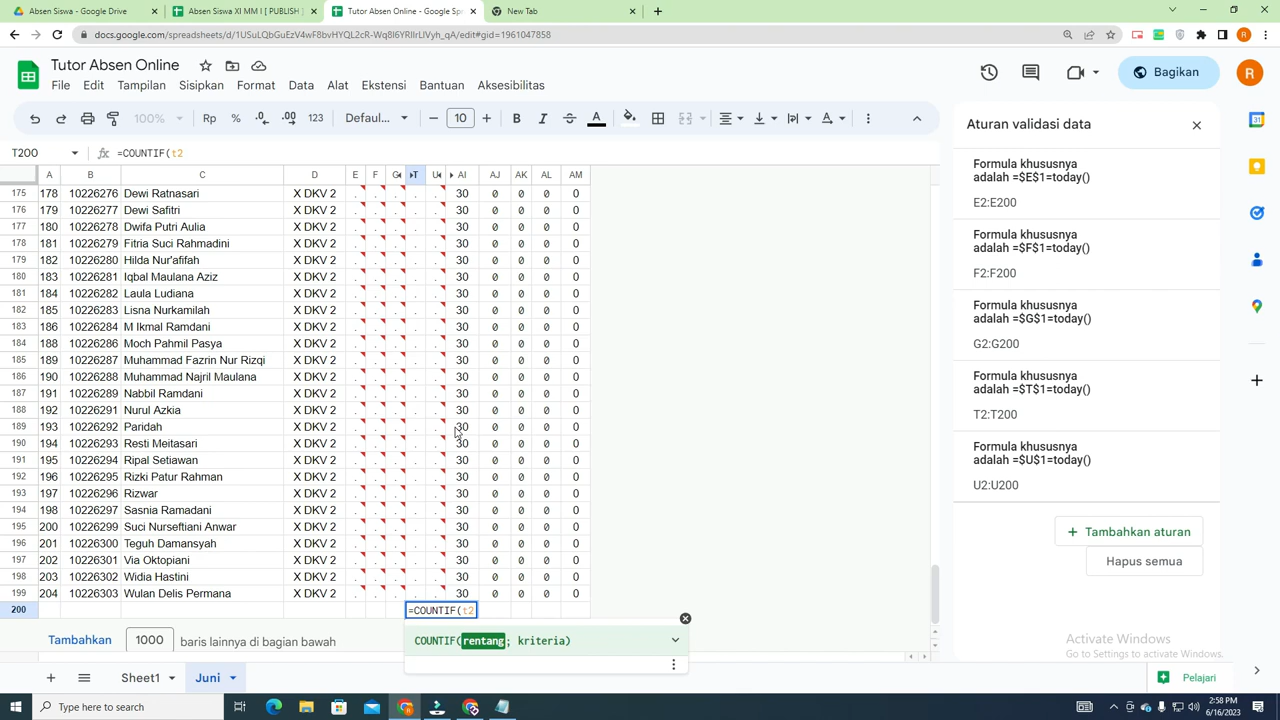 Absen Siswa - Google Drive
Absen Siswa XI MM I [ PUBLISH ]
Tutor Absen Online - Google Sp
New Tab
docs.google.com/spreadsheets/d/1USuLQbGuEzV4wF8bvHYQL2cR-Wq8I6YRIIrLIVyh_qA/edit#gid=1961047858
Tutor Absen Online
File Edit Tampilan Sisipkan Format Data Alat Ekstensi Bantuan Aksesibilitas
Bagikan
R
100% Rp % .0 .00 123 Defaul... 10 B I A
T200 fx =COUNTIF(t2
A B C D E F G T U AI AJ AK AL AM
175 178 10226276 Dewi Ratnasari X DKV 2 . . . . . 30 0 0 0 0
176 179 10226277 Dewi Safitri X DKV 2 . . . . . 30 0 0 0 0
177 180 10226278 Dwifa Putri Aulia X DKV 2 . . . . . 30 0 0 0 0
178 181 10226279 Fitria Suci Rahmadini X DKV 2 . . . . . 30 0 0 0 0
179 182 10226280 Hilda Nur'afifah X DKV 2 . . . . . 30 0 0 0 0
180 183 10226281 Iqbal Maulana Aziz X DKV 2 . . . . . 30 0 0 0 0
181 184 10226282 Laula Ludiana X DKV 2 . . . . . 30 0 0 0 0
182 185 10226283 Lisna Nurkamilah X DKV 2 . . . . . 30 0 0 0 0
183 186 10226284 M Ikmal Ramdani X DKV 2 . . . . . 30 0 0 0 0
184 188 10226286 Moch Pahmil Pasya X DKV 2 . . . . . 30 0 0 0 0
185 189 10226287 Muhammad Fazrin Nur Rizqi X DKV 2 . . . . . 30 0 0 0 0
186 190 10226288 Muhammad Najril Maulana X DKV 2 . . . . . 30 0 0 0 0
187 191 10226289 Nabbil Ramdani X DKV 2 . . . . . 30 0 0 0 0
188 192 10226291 Nurul Azkia X DKV 2 . . . . . 30 0 0 0 0
189 193 10226292 Paridah X DKV 2 . . . . . 30 0 0 0 0
190 194 10226293 Resti Meitasari X DKV 2 . . . . . 30 0 0 0 0
191 195 10226294 Ripal Setiawan X DKV 2 . . . . . 30 0 0 0 0
192 196 10226295 Rizki Patur Rahman X DKV 2 . . . . . 30 0 0 0 0
193 197 10226296 Rizwar X DKV 2 . . . . . 30 0 0 0 0
194 198 10226297 Sasnia Ramadani X DKV 2 . . . . . 30 0 0 0 0
195 200 10226299 Suci Nurseftiani Anwar X DKV 2 . . . . . 30 0 0 0 0
196 201 10226300 Teguh Damansyah X DKV 2 . . . . . 30 0 0 0 0
197 202 10226301 Via Oktopiani X DKV 2 . . . . . 30 0 0 0 0
198 203 10226302 Widia Hastini X DKV 2 . . . . . 30 0 0 0 0
199 204 10226303 Wulan Delis Permana X DKV 2 . . . . . 30 0 0 0 0
200 =COUNTIF(t2
COUNTIF(rentang; kriteria)
Tambahkan 1000 baris lainnya di bagian bawah
Sheet1 Juni
Aturan validasi data
Formula khususnya
adalah =$E$1=today()
E2:E200
Formula khususnya
adalah =$F$1=today()
F2:F200
Formula khususnya
adalah =$G$1=today()
G2:G200
Formula khususnya
adalah =$T$1=today()
T2:T200
Formula khususnya
adalah =$U$1=today()
U2:U200
Tambahkan aturan
Hapus semua
Activate Windows
Go to Settings to activate Windows.
Pelajari
Type here to search
2:58 PM
6/16/2023